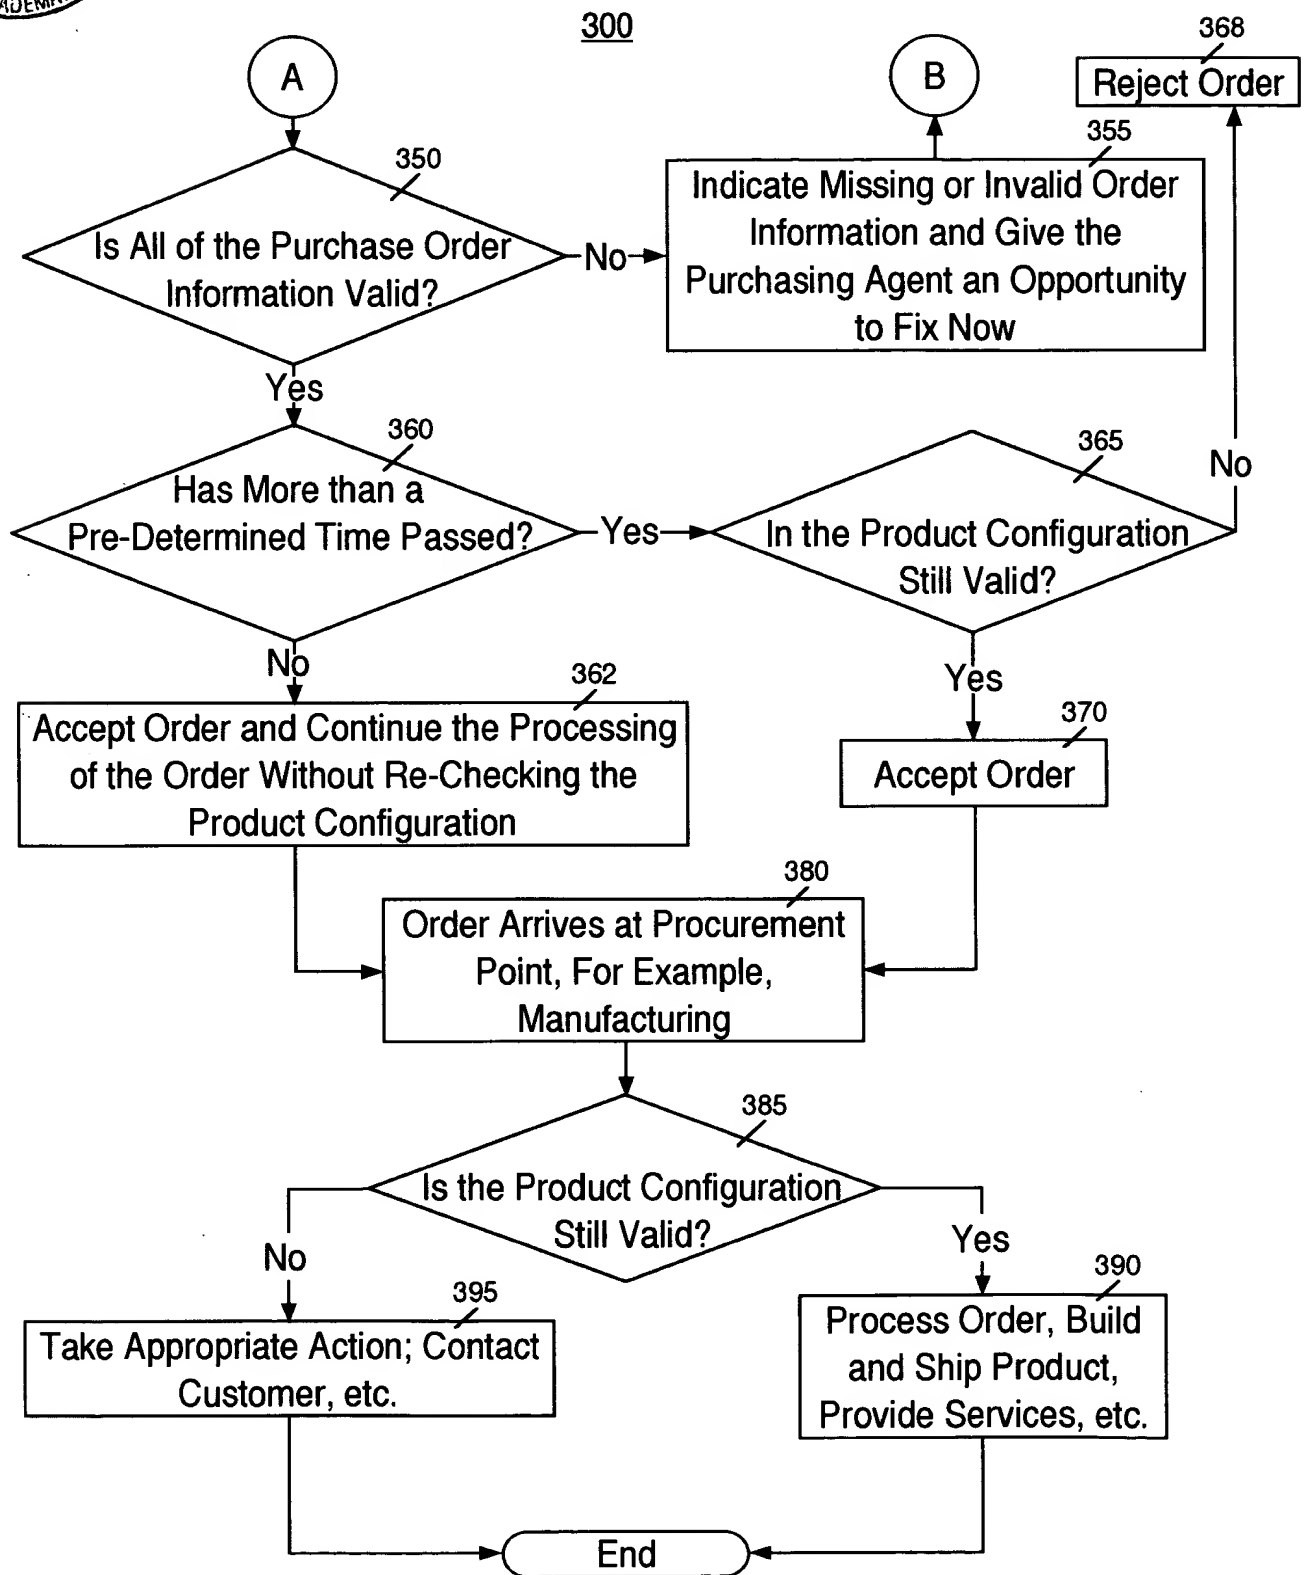 300
368
A
B
Reject Order
350
355
Is All of the Purchase Order
Information Valid?
No
Indicate Missing or Invalid Order
Information and Give the
Purchasing Agent an Opportunity
to Fix Now
Yes
360
365
No
Has More than a
Pre-Determined Time Passed?
Yes
In the Product Configuration
Still Valid?
No
Yes
362
370
Accept Order and Continue the Processing
of the Order Without Re-Checking the
Product Configuration
Accept Order
380
Order Arrives at Procurement
Point, For Example,
Manufacturing
385
Is the Product Configuration
Still Valid?
No
Yes
395
390
Take Appropriate Action; Contact
Customer, etc.
Process Order, Build
and Ship Product,
Provide Services, etc.
End